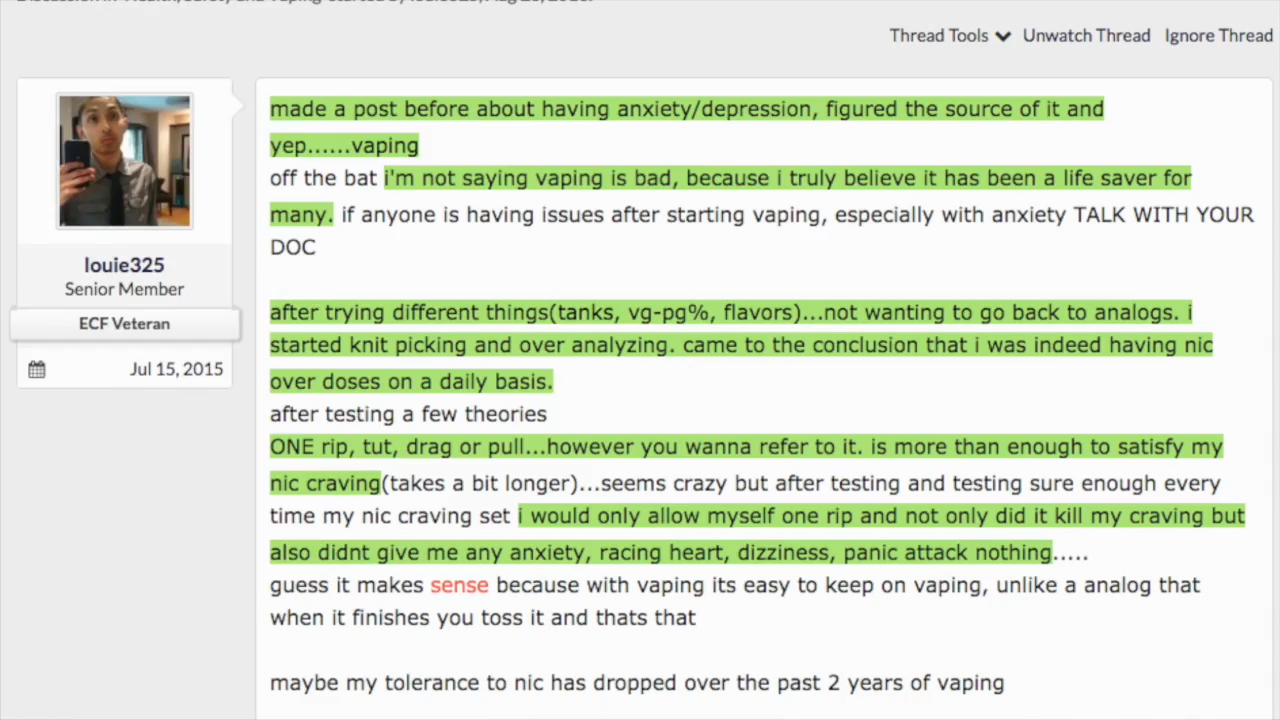 Thread Tools Unwatch Thread Ignore Thread
louie325
Senior Member
ECF Veteran
Jul 15, 2015
made a post before about having anxiety/depression, figured the source of it and
yep......vaping
off the bat i'm not saying vaping is bad, because i truly believe it has been a life saver for
many. if anyone is having issues after starting vaping, especially with anxiety TALK WITH YOUR
DOC
after trying different things(tanks, vg-pg%, flavors)...not wanting to go back to analogs. i
started knit picking and over analyzing. came to the conclusion that i was indeed having nic
over doses on a daily basis.
after testing a few theories
ONE rip, tut, drag or pull...however you wanna refer to it. is more than enough to satisfy my
nic craving(takes a bit longer)...seems crazy but after testing and testing sure enough every
time my nic craving set i would only allow myself one rip and not only did it kill my craving but
also didnt give me any anxiety, racing heart, dizziness, panic attack nothing.....
guess it makes sense because with vaping its easy to keep on vaping, unlike a analog that
when it finishes you toss it and thats that
maybe my tolerance to nic has dropped over the past 2 years of vaping